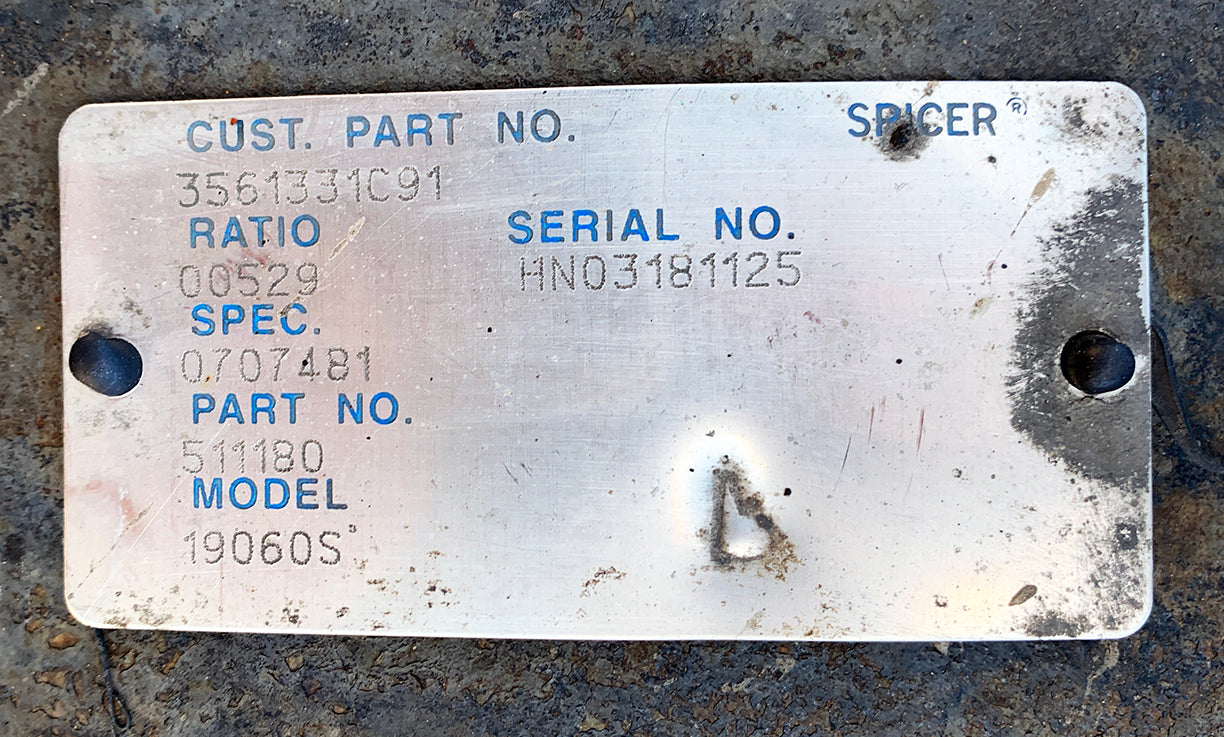 CUST. PART NO. SPICER®
3561331C91
RATIO SERIAL NO.
00529 HN03181125
SPEC.
0707481
PART NO.
511180
MODEL
19060S